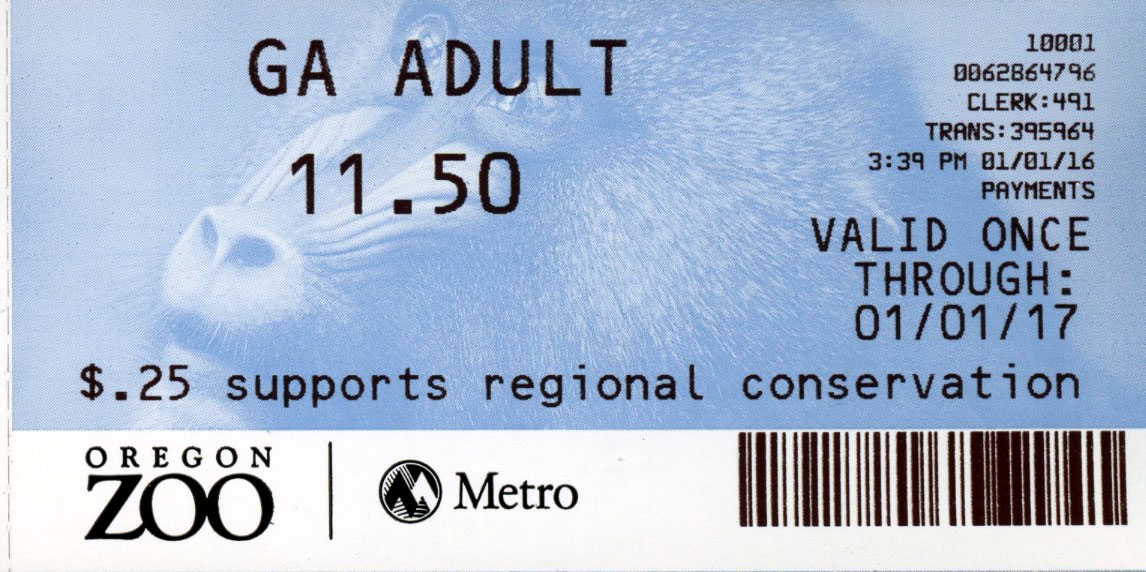 GA ADULT
11.50
10001
0062864796
CLERK:491
TRANS:395964
3:39 PM 01/01/16
PAYMENTS
VALID ONCE
THROUGH:
01/01/17
$.25 supports regional conservation
OREGON
ZOO
Metro